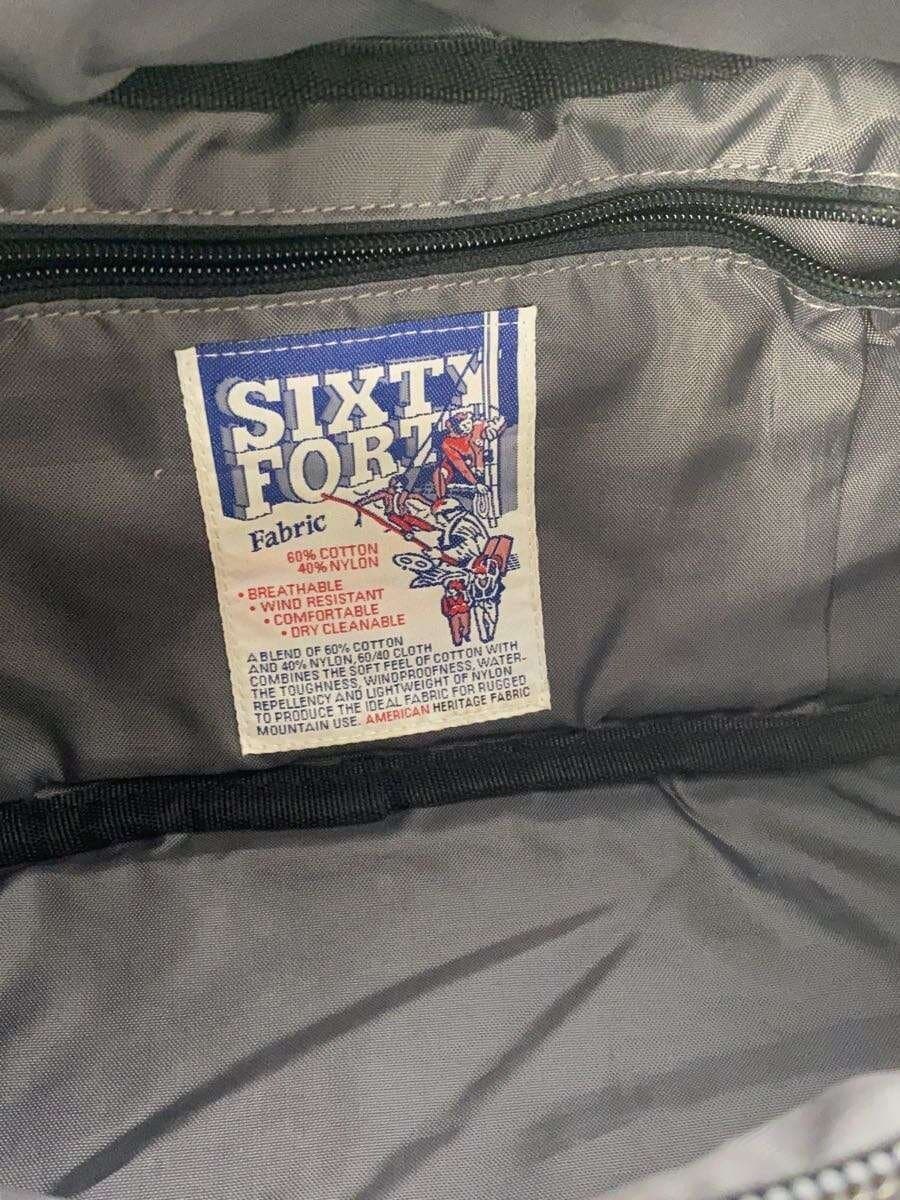 SIXTY
FORTY
Fabric
60% COTTON
40% NYLON
• BREATHABLE
• WIND RESISTANT
• COMFORTABLE
• DRY CLEANABLE
A BLEND OF 60% COTTON
AND 40% NYLON, 60/40 CLOTH
COMBINES THE SOFT FEEL OF COTTON WITH
THE TOUGHNESS, WINDPROOFNESS, WATER-
REPELLENCY AND LIGHTWEIGHT OF NYLON
TO PRODUCE THE IDEAL FABRIC FOR RUGGED
MOUNTAIN USE. AMERICAN HERITAGE FABRIC